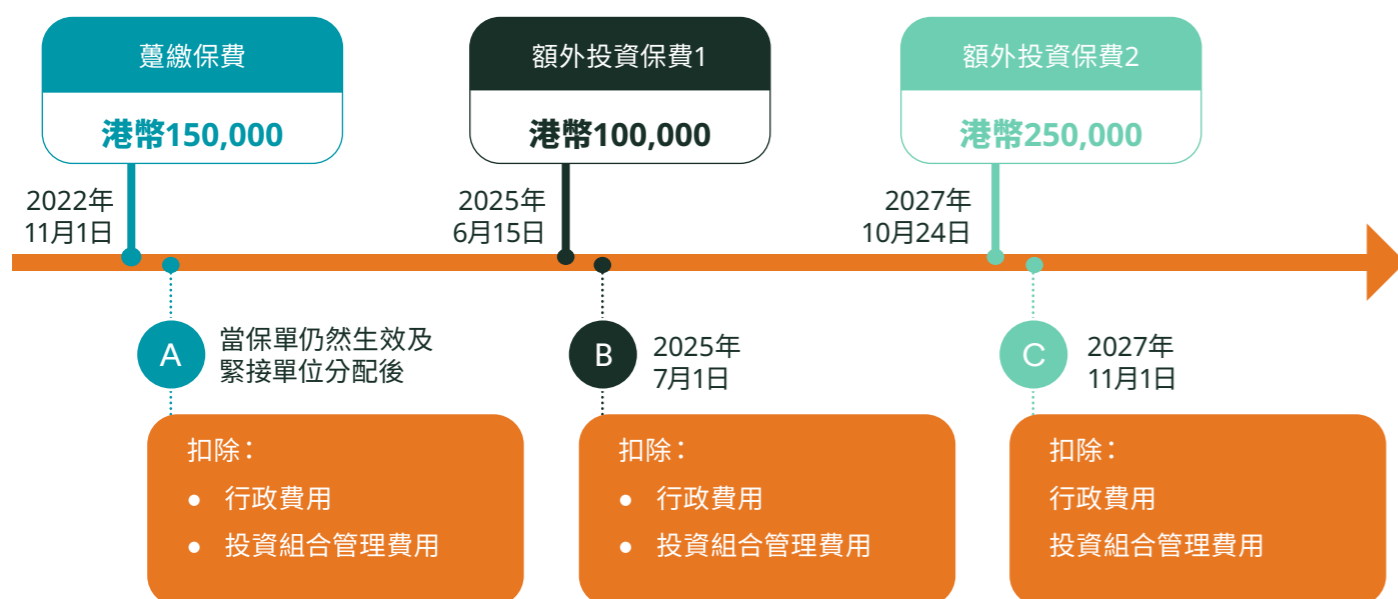 躉繳保費
港幣150,000
額外投資保費1
港幣100,000
額外投資保費2
港幣250,000
2022年
11月1日
2025年
6月15日
2027年
10月24日
A
當保單仍然生效及
緊接單位分配後
B
2025年
7月1日
C
2027年
11月1日
扣除：
● 行政費用
● 投資組合管理費用
扣除：
● 行政費用
● 投資組合管理費用
扣除：
行政費用
投資組合管理費用